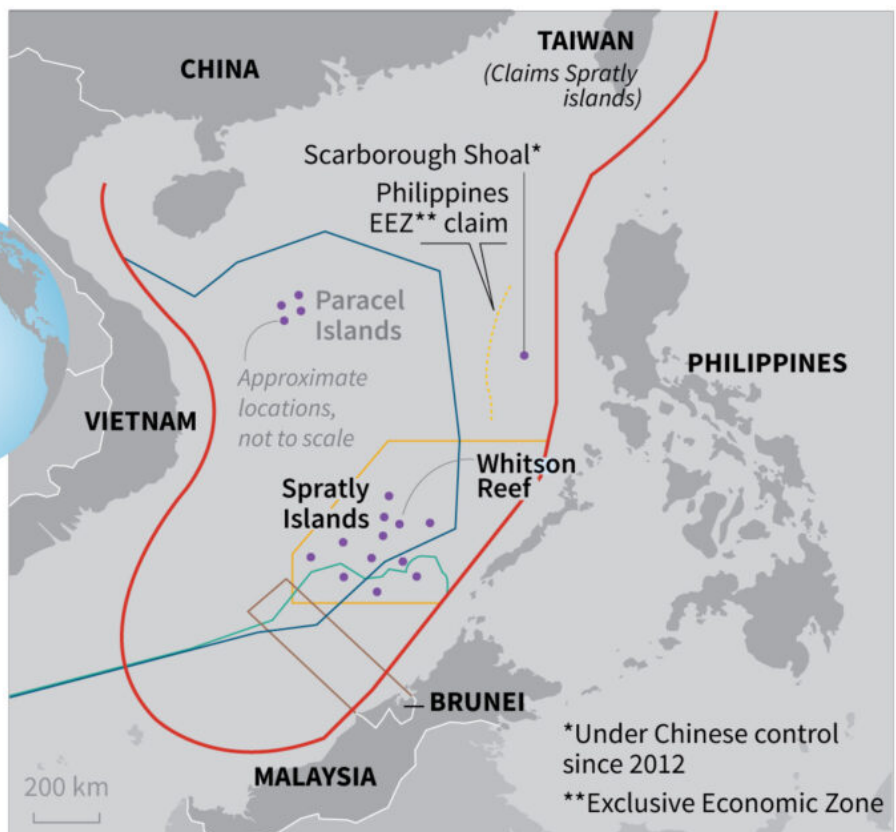 TAIWAN
(Claims Spratly
islands)
CHINA
Scarborough Shoal*
Philippines
EEZ** claim
Paracel
Islands
Approximate
locations,
not to scale
PHILIPPINES
VIETNAM
Whitson
Reef
Spratly
Islands
BRUNEI
*Under Chinese control
since 2012
MALAYSIA
**Exclusive Economic Zone
200 km